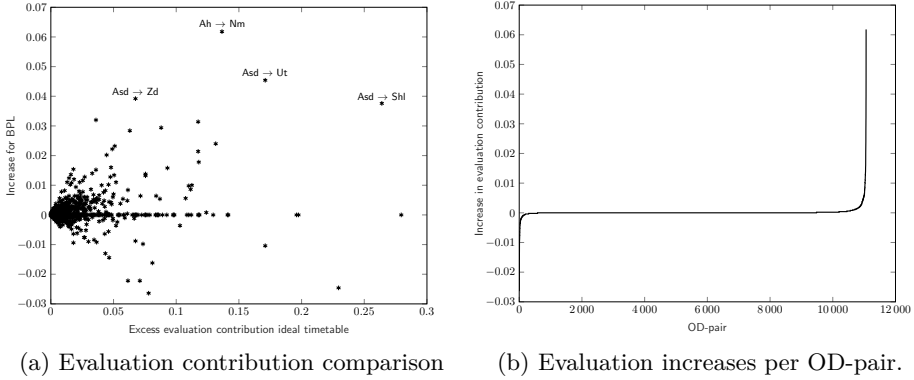 0.07
0.06
0.05
0.04
0.03
0.02
0.01
0
−0.01
−0.02
−0.03
Increase for BPL
Ah → Nm
Asd → Ut
Asd → Zd
Asd → Shl
0 0.05 0.1 0.15 0.2 0.25 0.3
Excess evaluation contribution ideal timetable
(a) Evaluation contribution comparison
0.07
0.06
0.05
0.04
0.03
0.02
0.01
0
−0.01
−0.02
−0.03
Increase in evaluation contribution
0 2 000 4 000 6 000 8 000 10 000 12 000
OD-pair
(b) Evaluation increases per OD-pair.